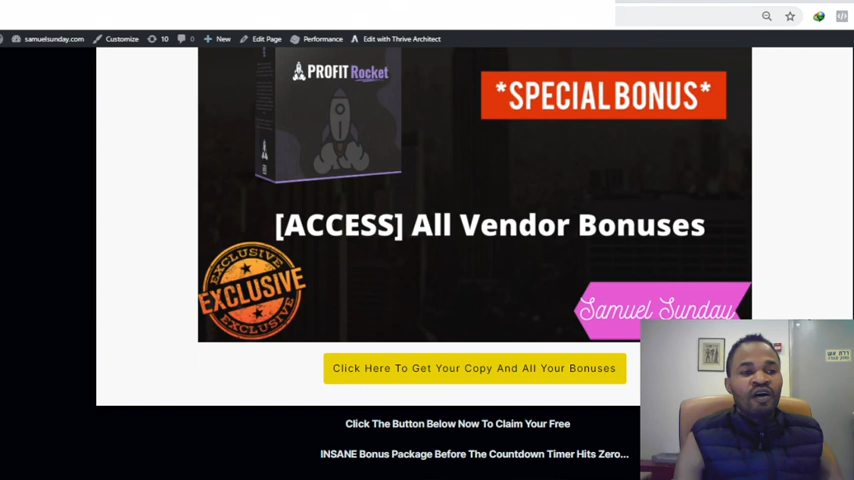 samuelsunday.com Customize 10 0 New Edit Page Performance Edit with Thrive Architect
PROFIT Rocket
*SPECIAL BONUS*
[ACCESS] All Vendor Bonuses
EXCLUSIVE
EXCLUSIVE
EXCLUSIVE
Samuel Sunday
Click Here To Get Your Copy And All Your Bonuses
Click The Button Below Now To Claim Your Free
INSANE Bonus Package Before The Countdown Timer Hits Zero...